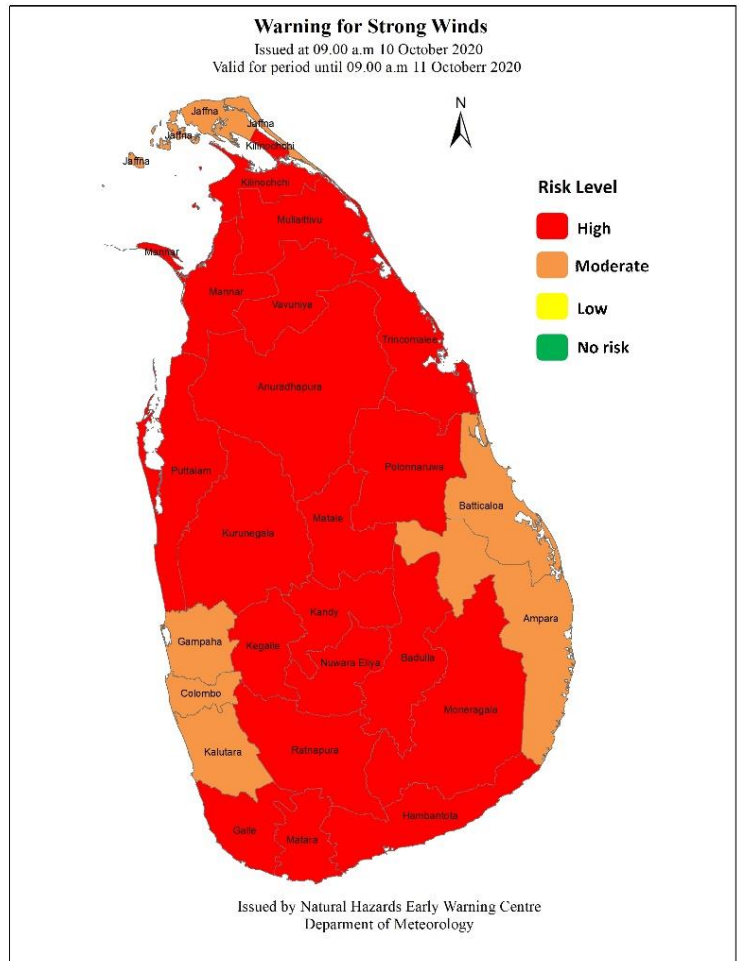 Warning for Strong Winds
Issued at 09.00 a.m 10 October 2020
Valid for period until 09.00 a.m 11 Octoberr 2020
N
Jaffna
Jaffna
Jaffna
Jaffna
Kilinochchi
Kilinochchi
Mullaittivu
Mannar
Mannar
Vavuniya
Trincomalee
Anuradhapura
Puttalam
Polonnaruwa
Batticaloa
Matale
Kurunegala
Ampara
Kandy
Gampaha
Kegalle
Nuwara Eliya
Badulla
Colombo
Moneragala
Kalutara
Ratnapura
Hambantota
Galle
Matara
Risk Level
High
Moderate
Low
No risk
Issued by Natural Hazards Early Warning Centre
Deparment of Meteorology